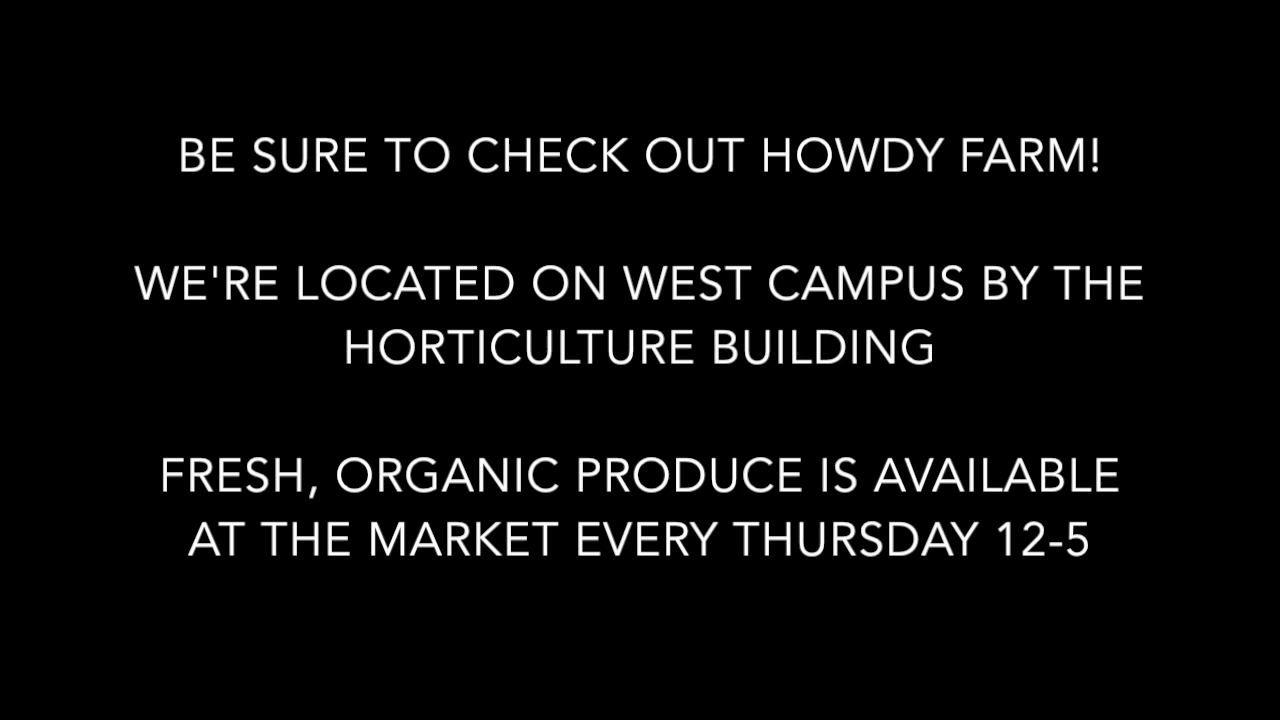 BE SURE TO CHECK OUT HOWDY FARM!
WE'RE LOCATED ON WEST CAMPUS BY THE
HORTICULTURE BUILDING
FRESH, ORGANIC PRODUCE IS AVAILABLE
AT THE MARKET EVERY THURSDAY 12-5